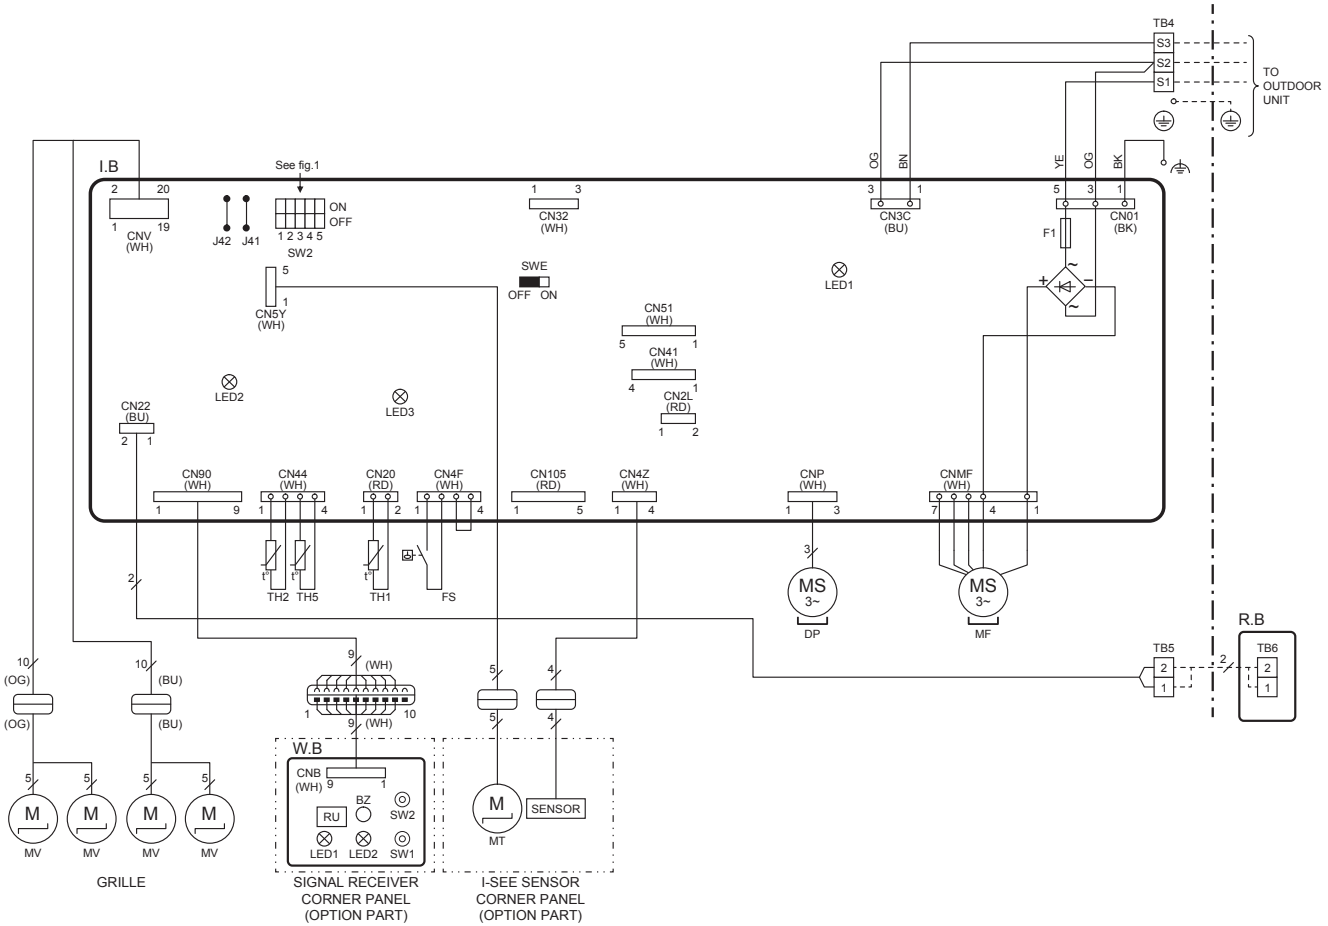 TB4
S3
S2
S1
TO
OUTDOOR
UNIT
I.B
See fig.1
2 20
1 19
CNV
(WH)
J42 J41
ON
OFF
1 2 3 4 5
SW2
1 3
CN32
(WH)
OG
BN
3 1
CN3C
(BU)
YE
OG
BK
5 3 1
CN01
(BK)
F1
~
+
−
~
5
1
CN5Y
(WH)
SWE
OFF ON
LED1
CN51
(WH)
5 1
CN41
(WH)
4 1
CN2L
(RD)
1 2
LED2
LED3
CN22
(BU)
2 1
CN90
(WH)
1 9
CN44
(WH)
1 4
CN20
(RD)
1 2
CN4F
(WH)
1 4
CN105
(RD)
1 5
CN4Z
(WH)
1 4
CNP
(WH)
1 3
CNMF
(WH)
7 4 1
t°
t°
TH2 TH5
t°
TH1
FS
2
3
MS
3~
DP
MS
3~
MF
R.B
TB5
2
1
2
TB6
2
1
10
(OG)
(OG)
10
(BU)
(BU)
9
(WH)
1 10
9
(WH)
5
5
4
4
5
M
MV
5
M
MV
5
M
MV
5
M
MV
GRILLE
W.B
CNB
(WH)
9 1
RU
BZ
SW2
LED1 LED2 SW1
SIGNAL RECEIVER
CORNER PANEL
(OPTION PART)
M
MT
SENSOR
I-SEE SENSOR
CORNER PANEL
(OPTION PART)